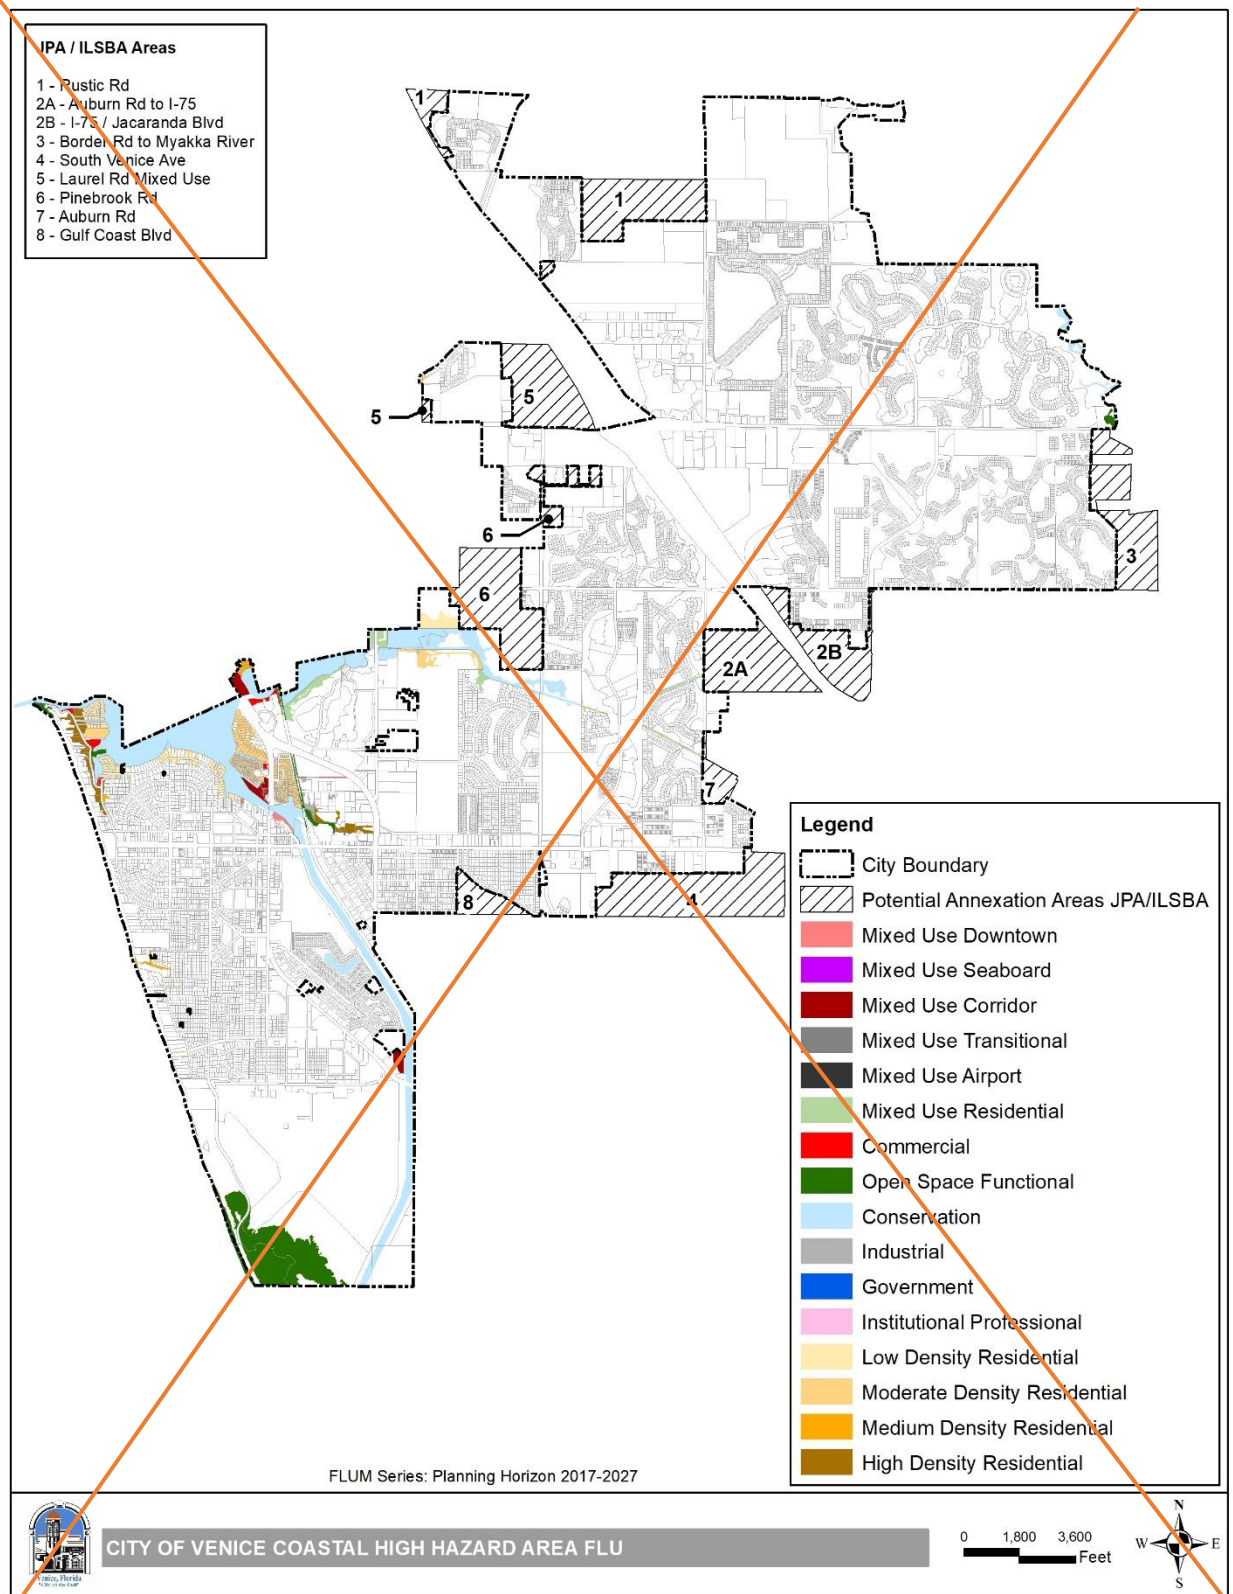 JPA / ILSBA Areas
1 - Rustic Rd
2A - Auburn Rd to I-75
2B - I-75 / Jacaranda Blvd
3 - Border Rd to Myakka River
4 - South Venice Ave
5 - Laurel Rd Mixed Use
6 - Pinebrook Rd
7 - Auburn Rd
8 - Gulf Coast Blvd
1
1
5
5
6
3
6
2B
2A
7
8
4
Legend
City Boundary
Potential Annexation Areas JPA/ILSBA
Mixed Use Downtown
Mixed Use Seaboard
Mixed Use Corridor
Mixed Use Transitional
Mixed Use Airport
Mixed Use Residential
Commercial
Open Space Functional
Conservation
Industrial
Government
Institutional Professional
Low Density Residential
Moderate Density Residential
Medium Density Residential
High Density Residential
FLUM Series: Planning Horizon 2017-2027
Venice, Florida
"City on the Gulf"
CITY OF VENICE COASTAL HIGH HAZARD AREA FLU
0 1,800 3,600
Feet
N
W E
S